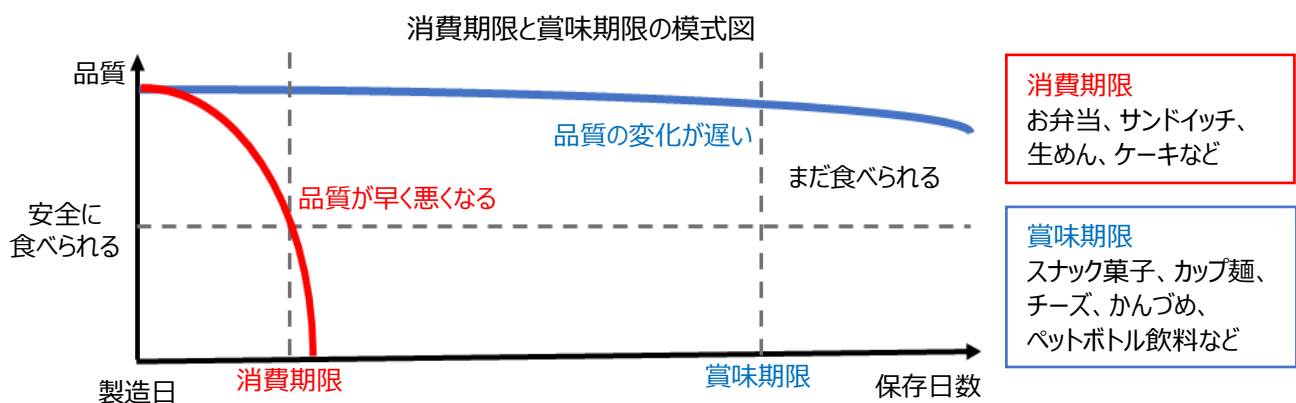 消費期限と賞味期限の模式図
品質
品質の変化が遅い
まだ食べられる
品質が早く悪くなる
安全に
食べられる
製造日
消費期限
賞味期限
保存日数
消費期限
お弁当、サンドイッチ、
生めん、ケーキなど
賞味期限
スナック菓子、カップ麺、
チーズ、かんづめ、
ペットボトル飲料など